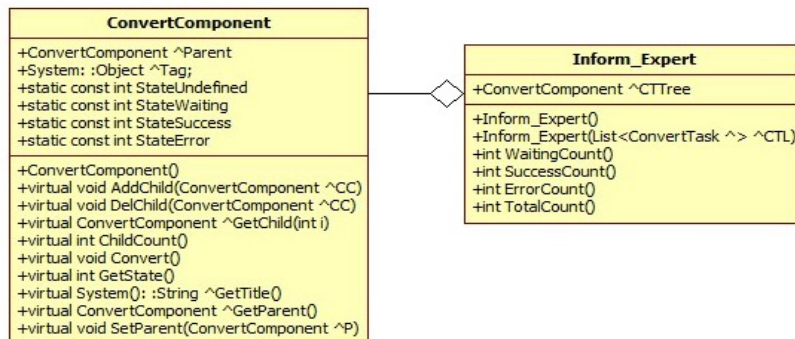 ConvertComponent
+ConvertComponent ^Parent
+System: :Object ^Tag;
+static const int StateUndefined
+static const int StateWaiting
+static const int StateSuccess
+static const int StateError
+ConvertComponent()
+virtual void AddChild(ConvertComponent ^CC)
+virtual void DelChild(ConvertComponent ^CC)
+virtual ConvertComponent ^GetChild(int i)
+virtual int ChildCount()
+virtual void Convert()
+virtual int GetState()
+virtual System(): :String ^GetTitle()
+virtual ConvertComponent ^GetParent()
+virtual void SetParent(ConvertComponent ^P)
Inform_Expert
+ConvertComponent ^CTTree
+Inform_Expert()
+Inform_Expert(List<ConvertTask ^> ^CTL)
+int WaitingCount()
+int SuccessCount()
+int ErrorCount()
+int TotalCount()